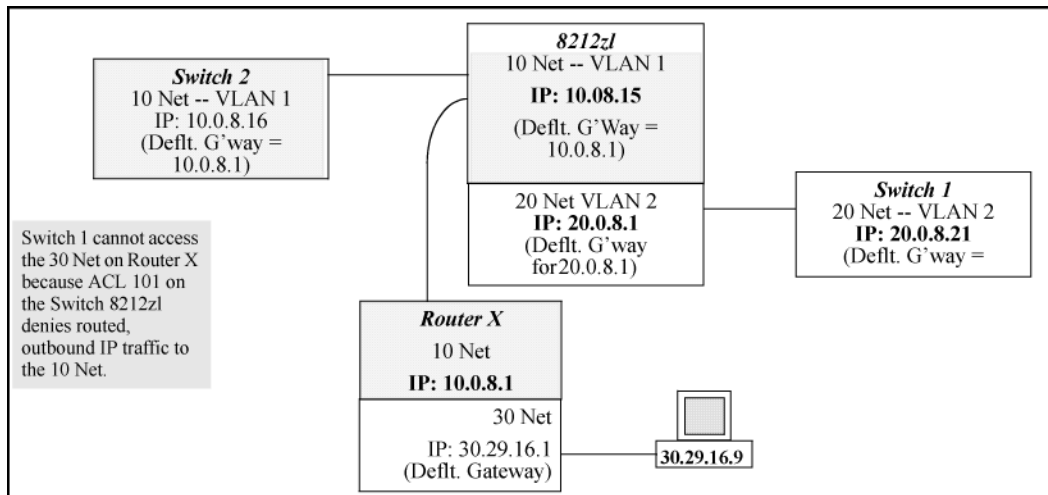 8212zl
10 Net -- VLAN 1
IP: 10.08.15
(Deflt. G'Way =
10.0.8.1)
20 Net VLAN 2
IP: 20.0.8.1
(Deflt. G'way
for20.0.8.1)
Switch 2
10 Net -- VLAN 1
IP: 10.0.8.16
(Deflt. G'way =
10.0.8.1)
Switch 1
20 Net -- VLAN 2
IP: 20.0.8.21
(Deflt. G'way =
Switch 1 cannot access
the 30 Net on Router X
because ACL 101 on
the Switch 8212zl
denies routed,
outbound IP traffic to
the 10 Net.
Router X
10 Net
IP: 10.0.8.1
30 Net
IP: 30.29.16.1
(Deflt. Gateway)
30.29.16.9